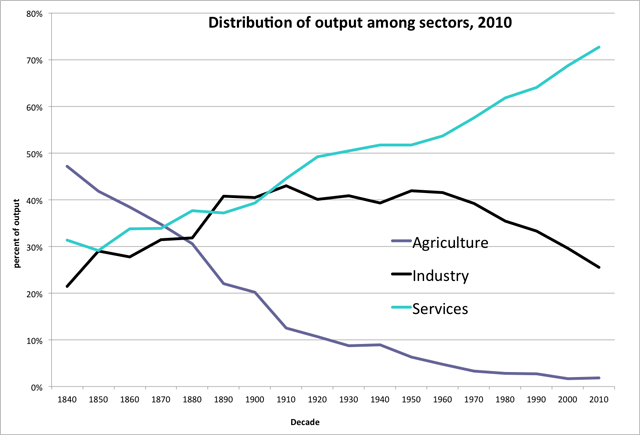 Distribution of output among sectors, 2010
80%
70%
60%
50%
40%
30%
20%
10%
0%
percent of output
Agriculture
Industry
Services
1840 1850 1860 1870 1880 1890 1900 1910 1920 1930 1940 1950 1960 1970 1980 1990 2000 2010
Decade